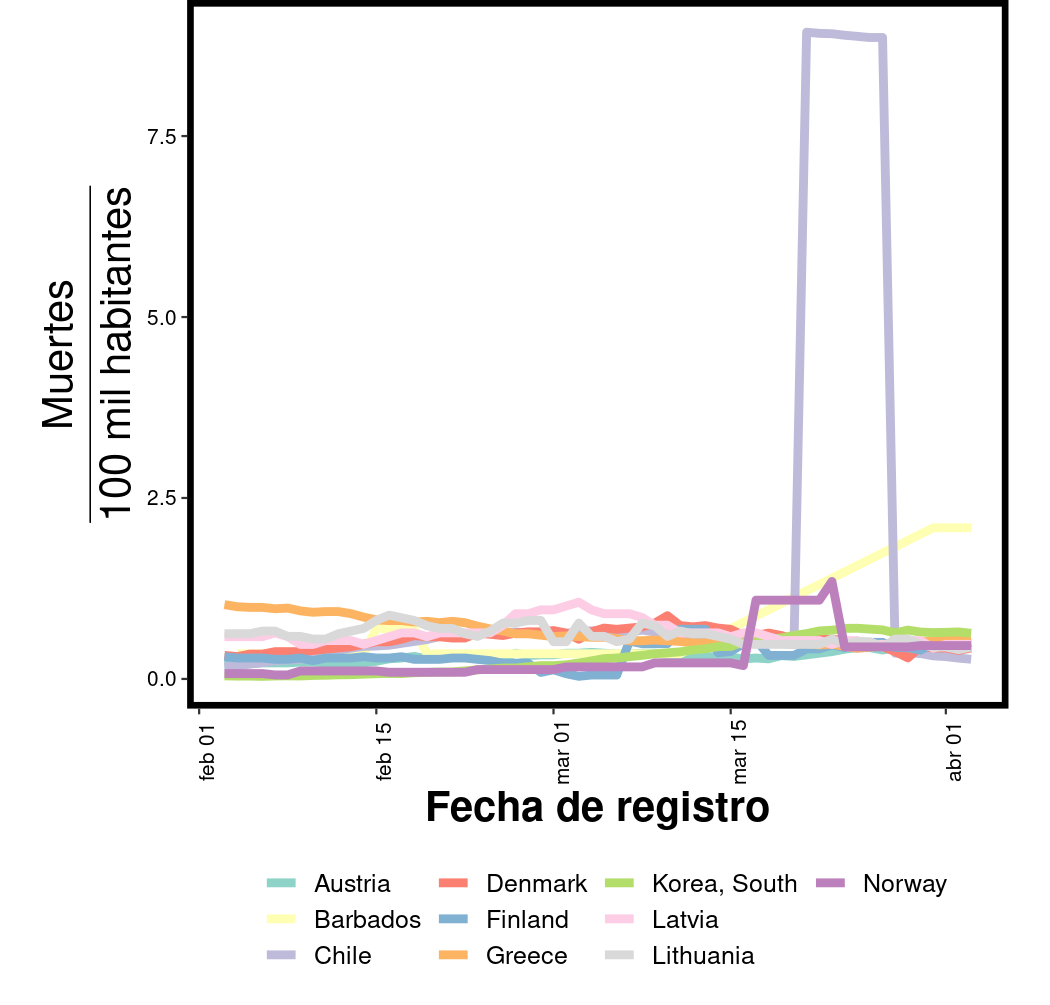 Muertes
100 mil habitantes
7.5
5.0
2.5
0.0
feb 01
feb 15
mar 01
mar 15
abr 01
Fecha de registro
Austria
Denmark
Korea, South
Norway
Barbados
Finland
Latvia
Chile
Greece
Lithuania